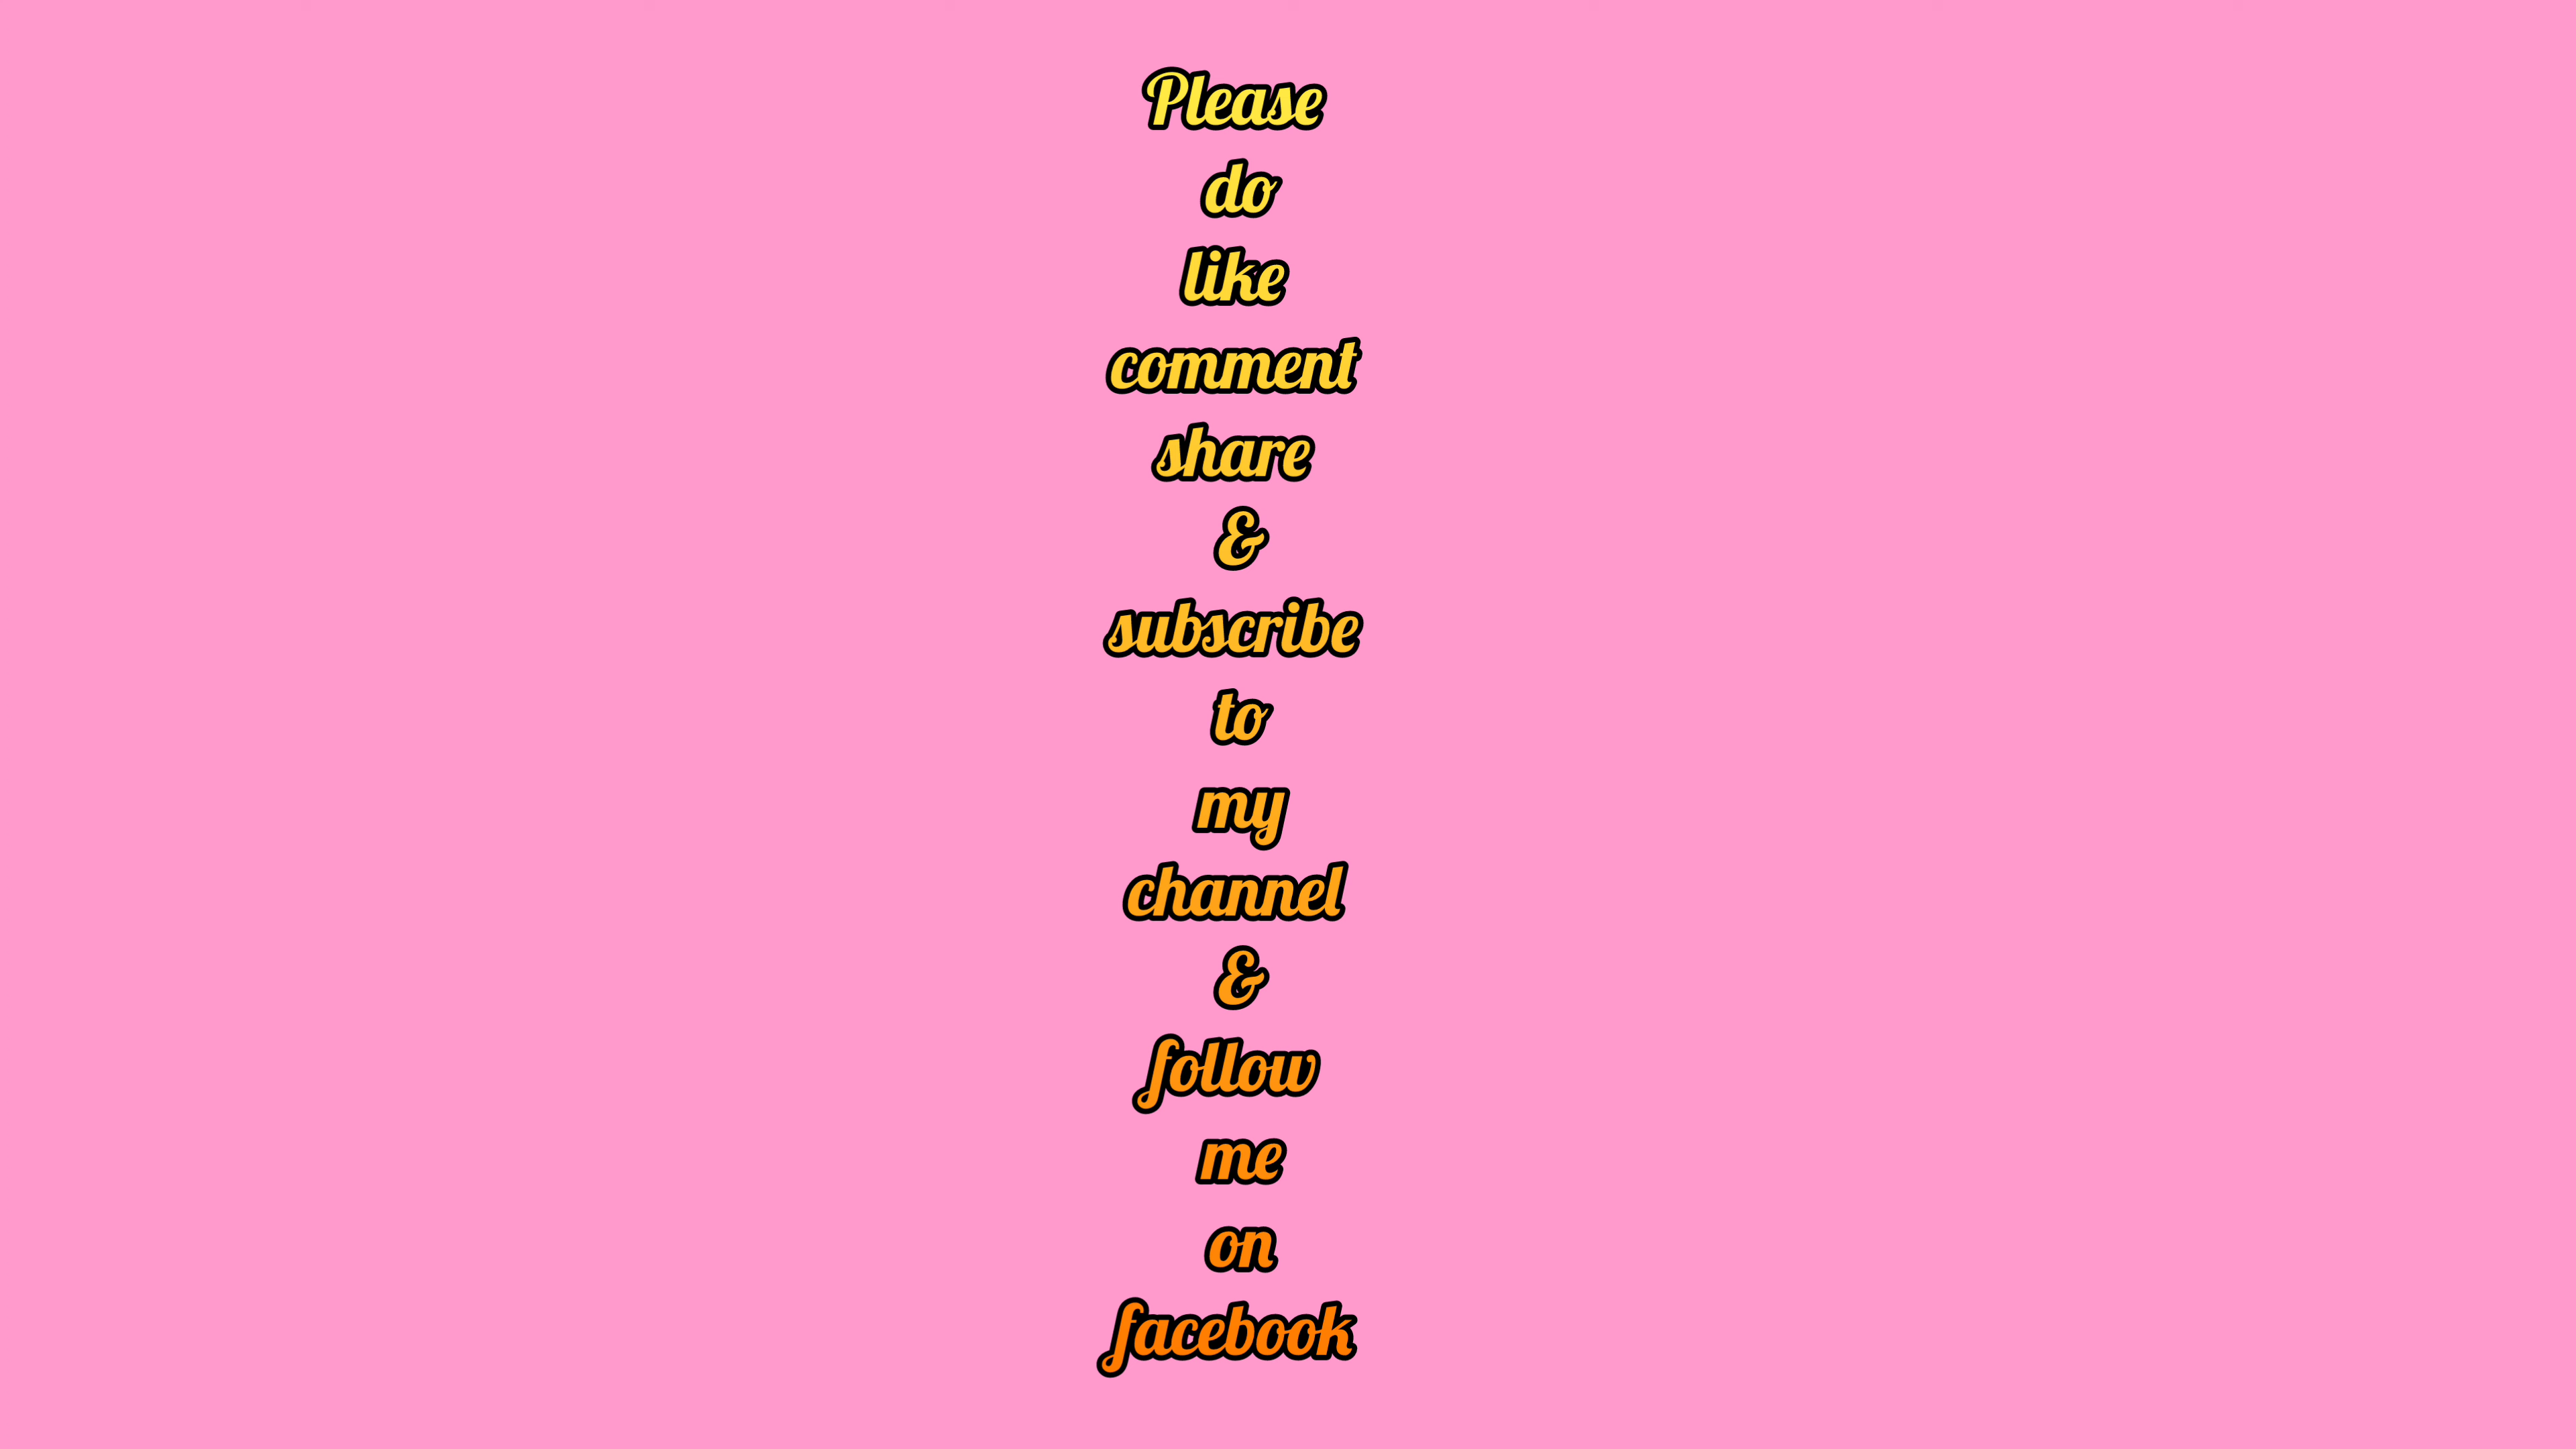 Please
do
like
comment
share
&
subscribe
to
my
channel
&
follow
me
on
facebook